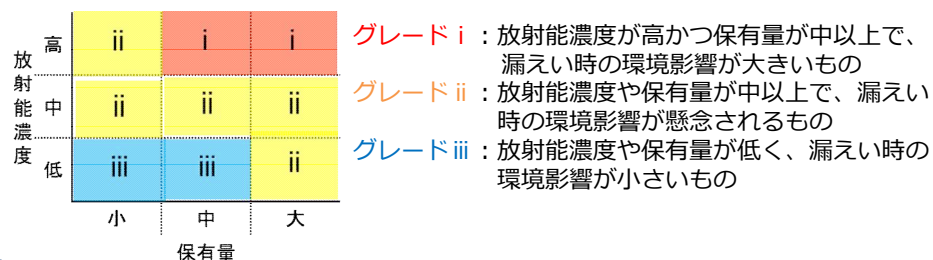 放射能濃度
高 ⅱ ⅰ ⅰ
中 ⅱ ⅱ ⅱ
低 ⅲ ⅲ ⅱ
小 中 大
保有量
グレードⅰ：放射能濃度が高かつ保有量が中以上で、
漏えい時の環境影響が大きいもの
グレードⅱ：放射能濃度や保有量が中以上で、漏えい
時の環境影響が懸念されるもの
グレードⅲ：放射能濃度や保有量が低く、漏えい時の
環境影響が小さいもの